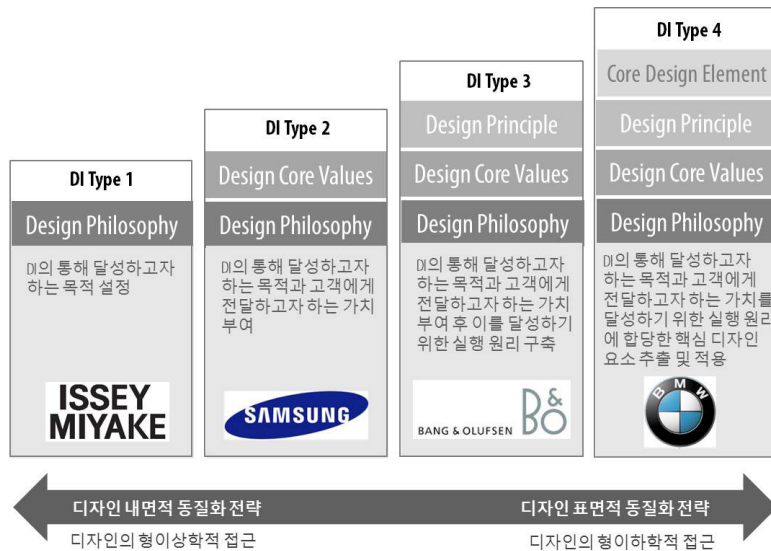 DI Type 1
Design Philosophy
DI의 통해 달성하고자
하는 목적 설정
ISSEY
MIYAKE
DI Type 2
Design Core Values
Design Philosophy
DI의 통해 달성하고자
하는 목적과 고객에게
전달하고자 하는 가치
부여
SAMSUNG
DI Type 3
Design Principle
Design Core Values
Design Philosophy
DI의 통해 달성하고자
하는 목적과 고객에게
전달하고자 하는 가치
부여 후 이를 달성하기
위한 실행 원리 구축
BANG & OLUFSEN
B&O
DI Type 4
Core Design Element
Design Principle
Design Core Values
Design Philosophy
DI의 통해 달성하고자
하는 목적과 고객에게
전달하고자 하는 가치를
달성하기 위한 실행 원리
에 합당한 핵심 디자인
요소 추출 및 적용
BMW
디자인 내면적 동질화 전략
디자인 표면적 동질화 전략
디자인의 형이상학적 접근
디자인의 형이하학적 접근